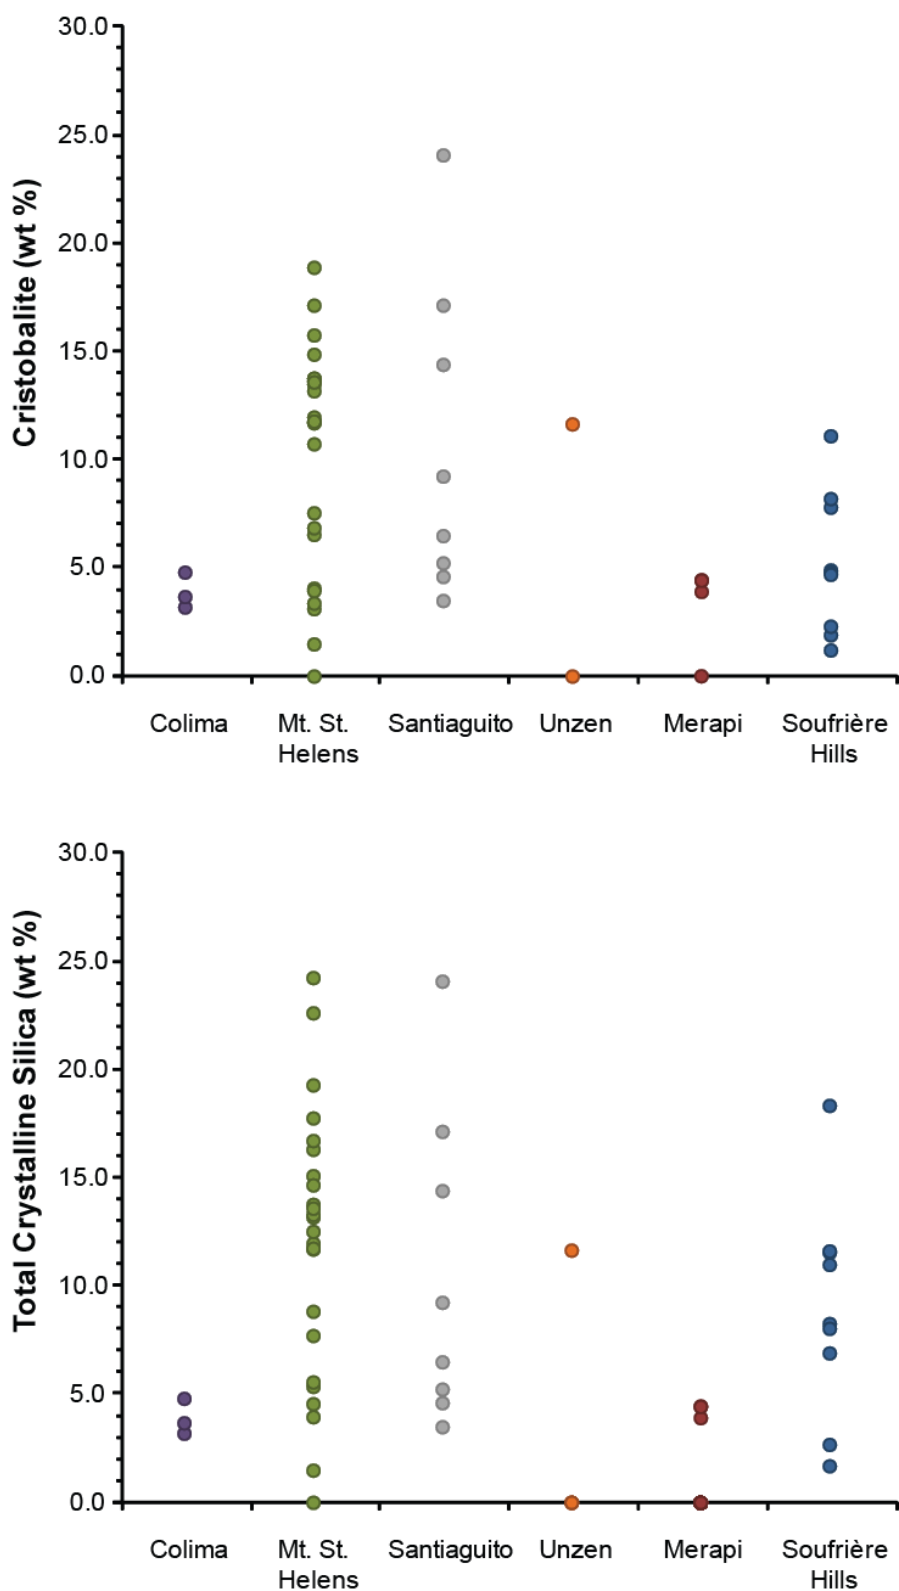 30.0
25.0
20.0
15.0
10.0
5.0
0.0
Cristobalite (wt %)
Colima
Mt. St.
Helens
Santiaguito
Unzen
Merapi
Soufrière
Hills
30.0
25.0
20.0
15.0
10.0
5.0
0.0
Total Crystalline Silica (wt %)
Colima
Mt. St.
Helens
Santiaguito
Unzen
Merapi
Soufrière
Hills